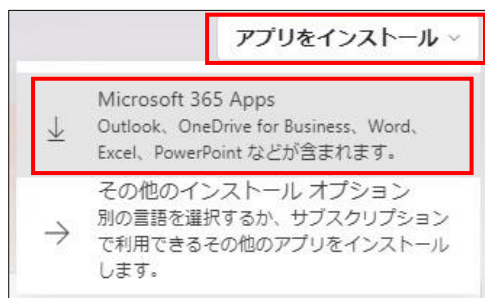 アプリをインストール
Microsoft 365 Apps
Outlook、OneDrive for Business、Word、
Excel、PowerPoint などが含まれます。
その他のインストール オプション
別の言語を選択するか、サブスクリプション
で利用できるその他のアプリをインストール
します。